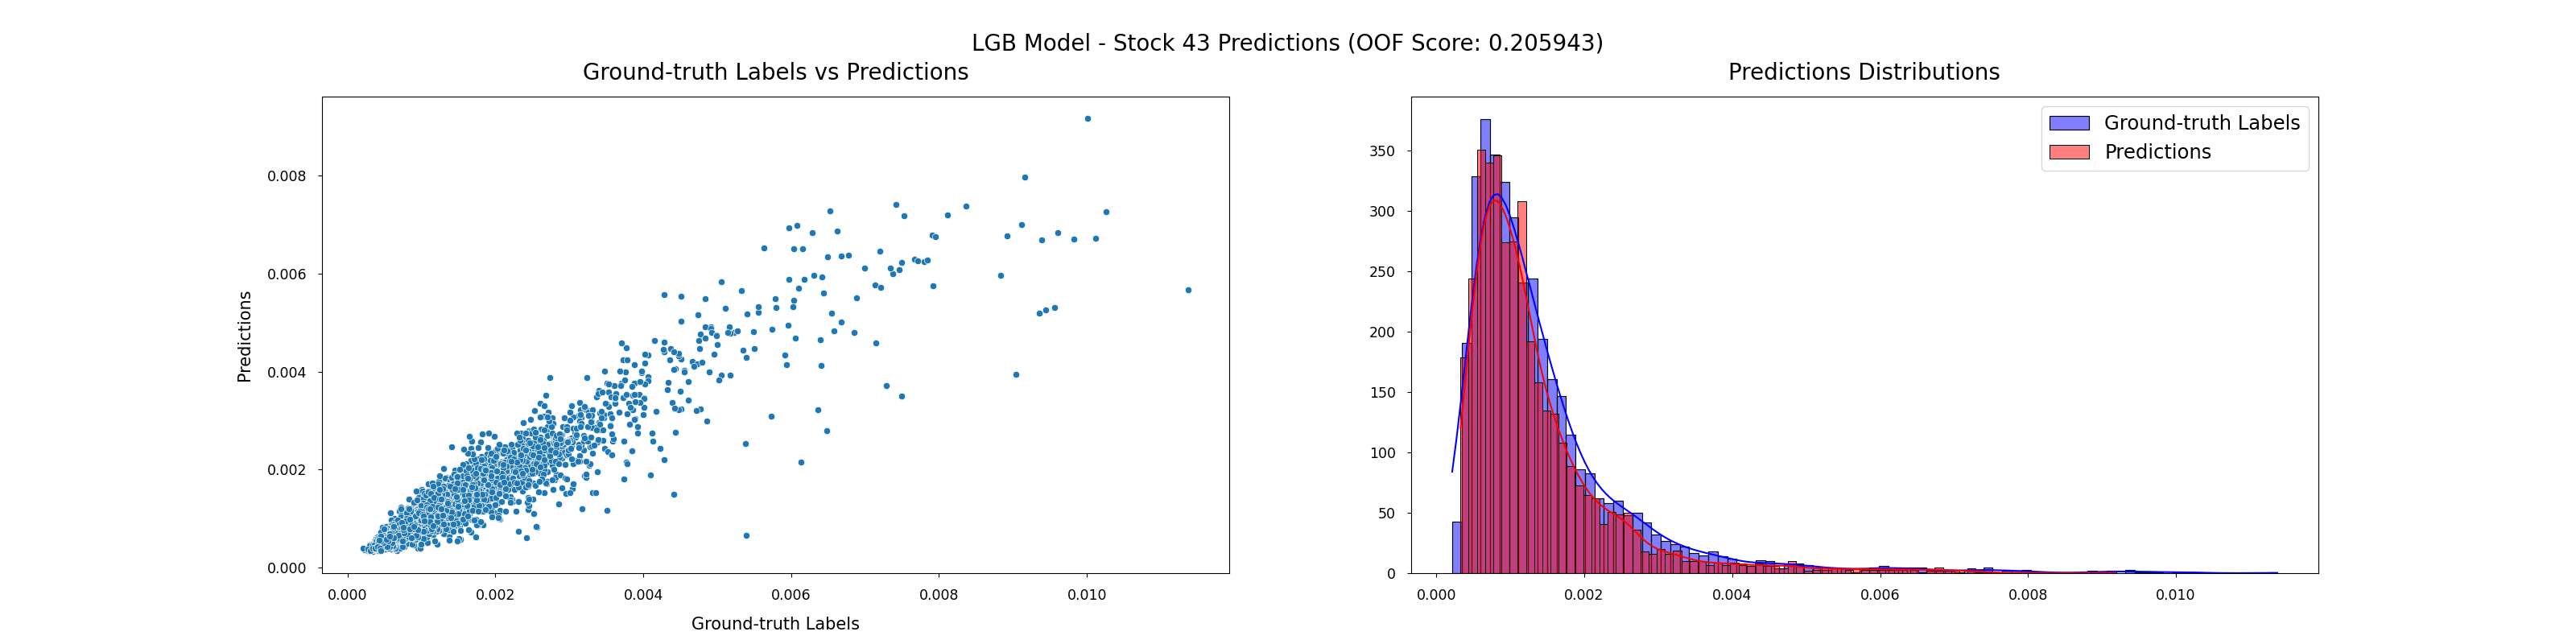 LGB Model - Stock 43 Predictions (OOF Score: 0.205943)
Ground-truth Labels vs Predictions
Predictions
0.008
0.006
0.004
0.002
0.000
0.000 0.002 0.004 0.006 0.008 0.010
Ground-truth Labels
Predictions Distributions
Ground-truth Labels
Predictions
350
300
250
200
150
100
50
0
0.000 0.002 0.004 0.006 0.008 0.010